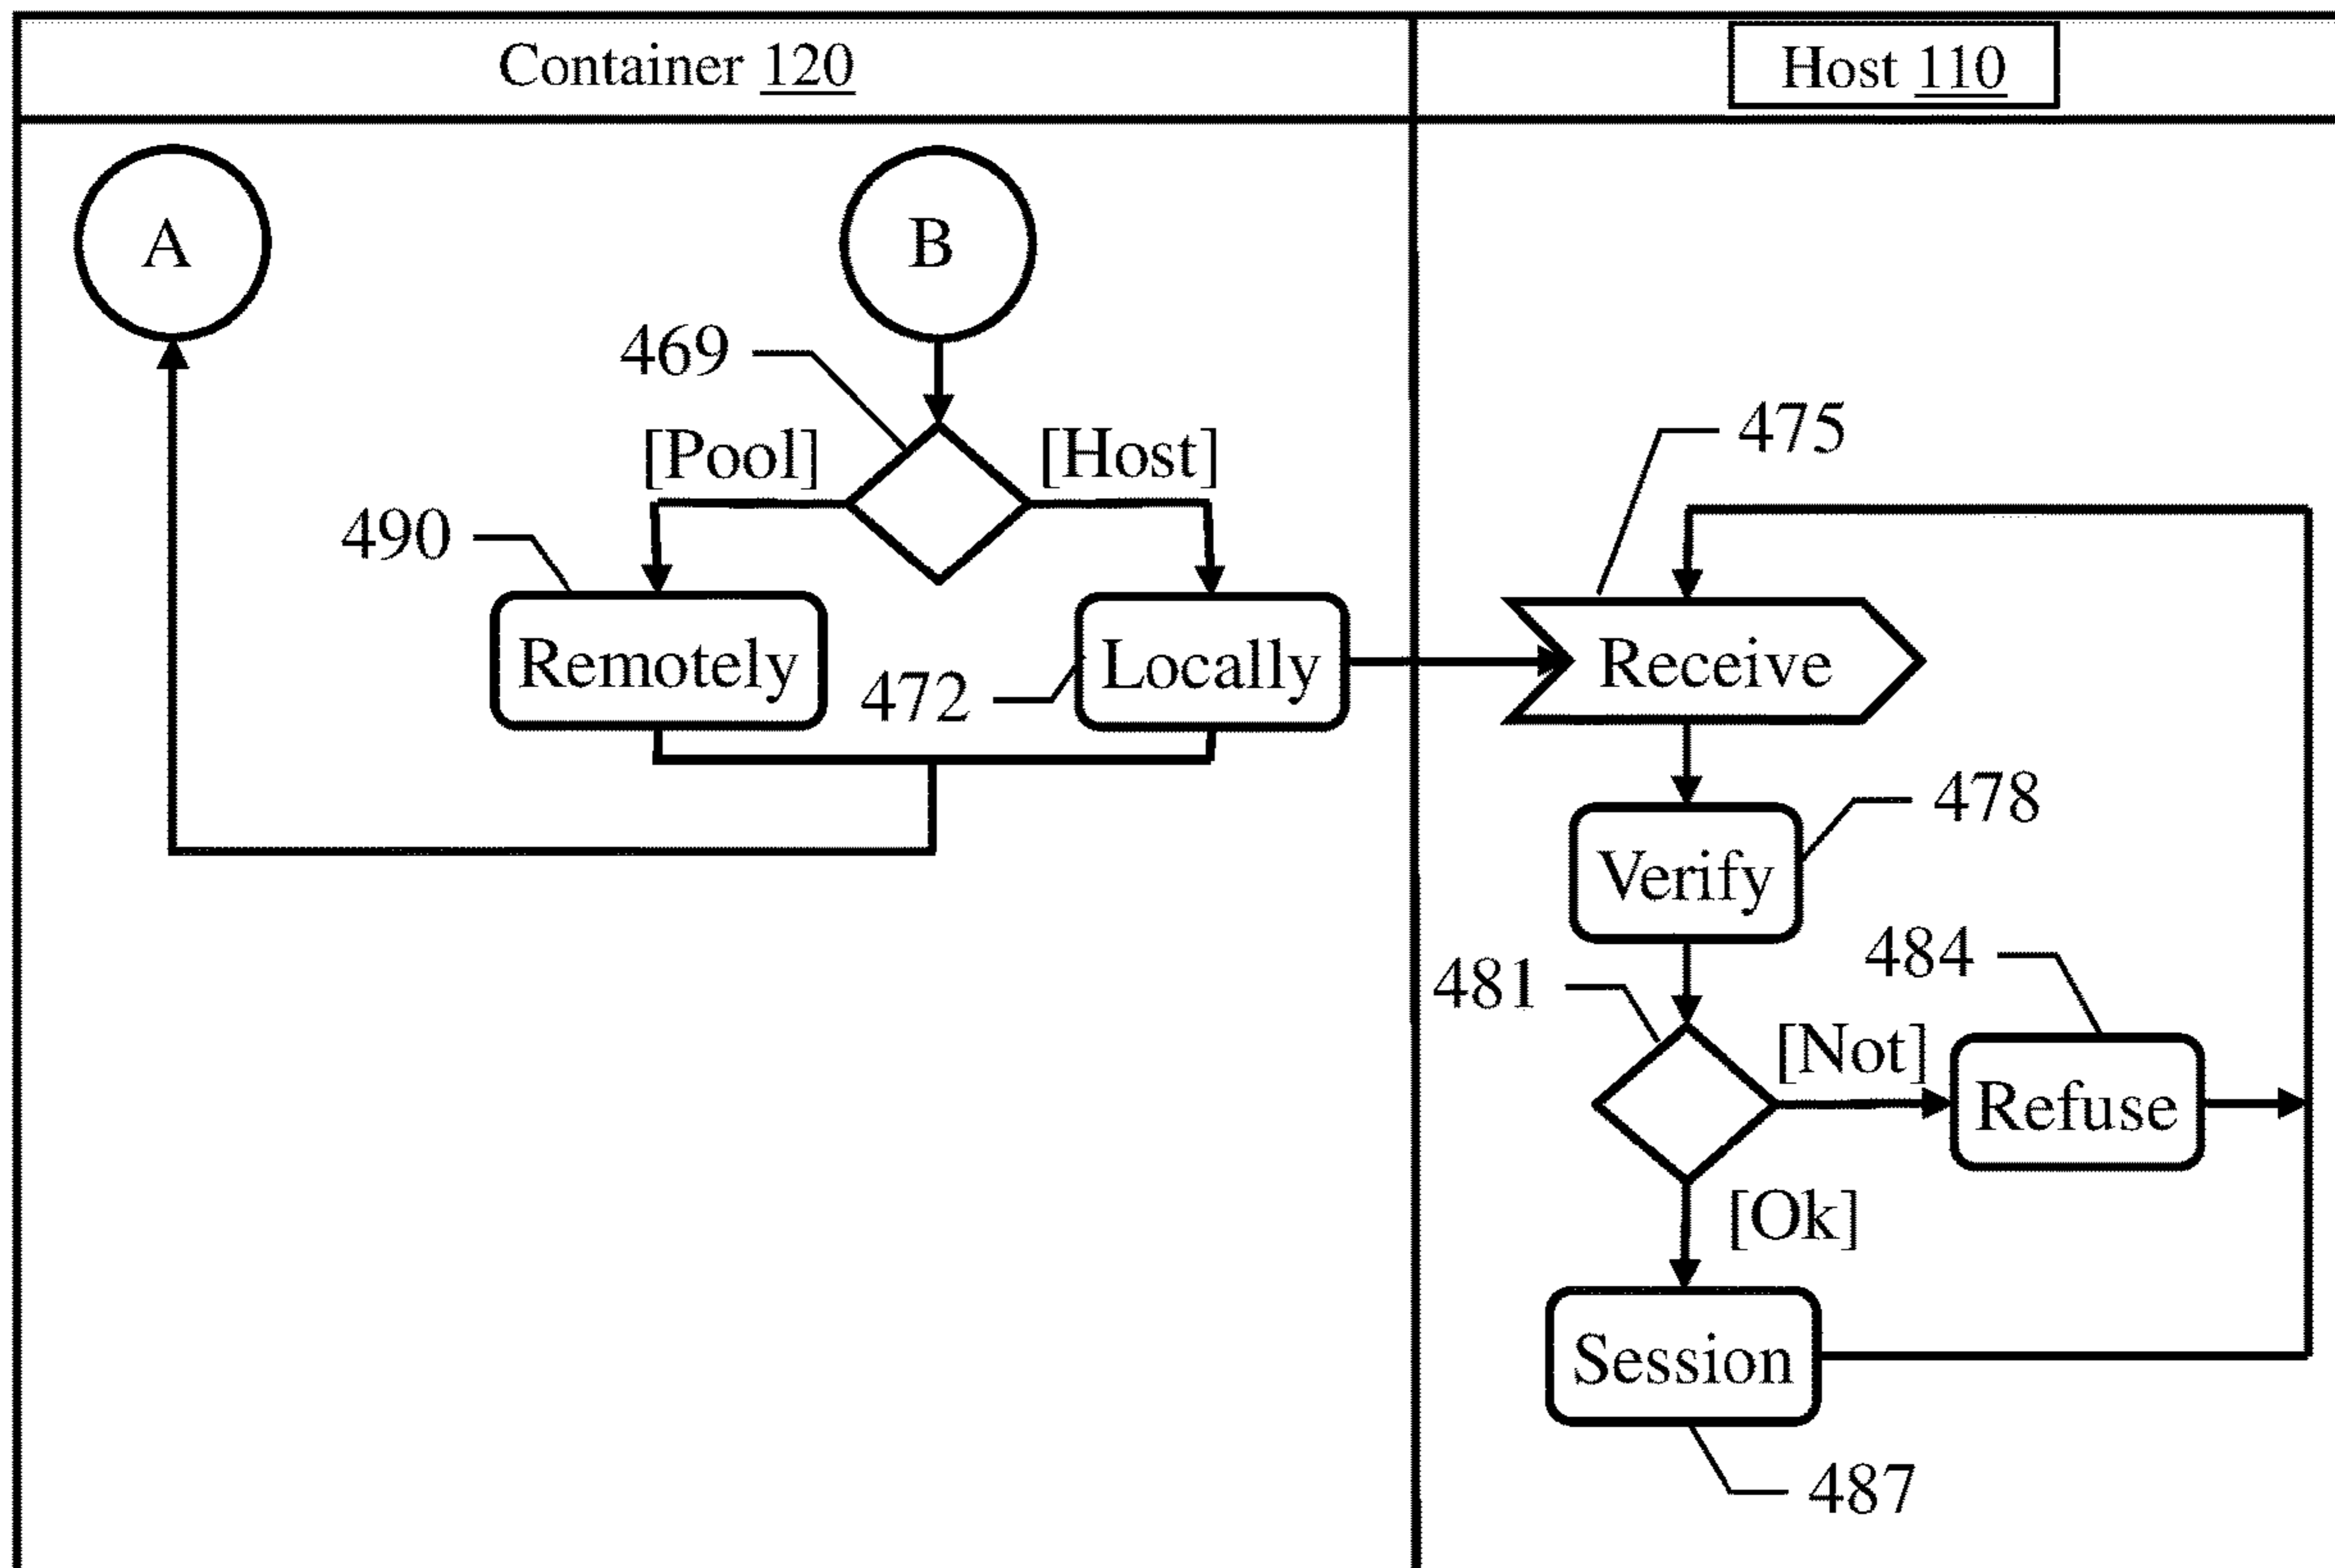 Container 120
Host 110
A
B
469
[Pool]
[Host]
475
490
Remotely
472
Locally
Receive
478
Verify
484
481
[Not]
Refuse
[Ok]
Session
487